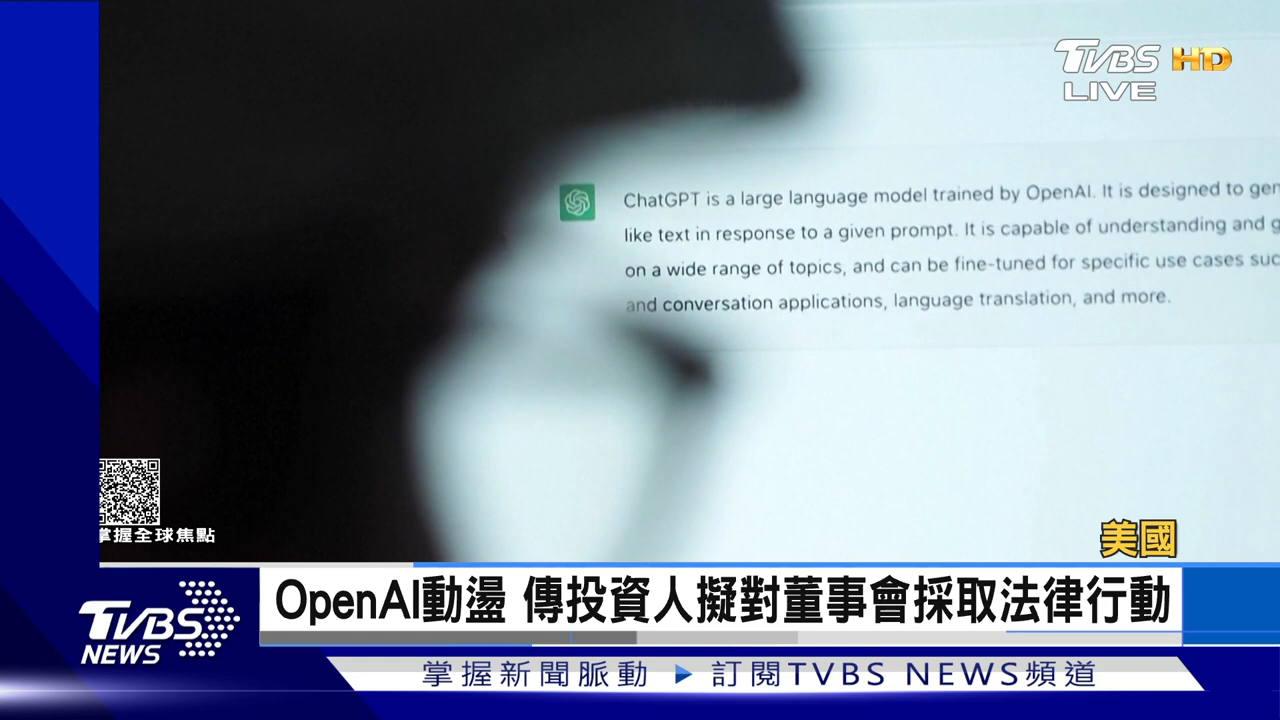 TVBS HD
LIVE
ChatGPT is a large language model trained by OpenAI. It is designed to gen
like text in response to a given prompt. It is capable of understanding and g
on a wide range of topics, and can be fine-tuned for specific use cases suc
and conversation applications, language translation, and more.
掌握全球焦點
美國
OpenAI動盪 傳投資人擬對董事會採取法律行動
TVBS
NEWS
掌握新聞脈動 ▶ 訂閱TVBS NEWS頻道